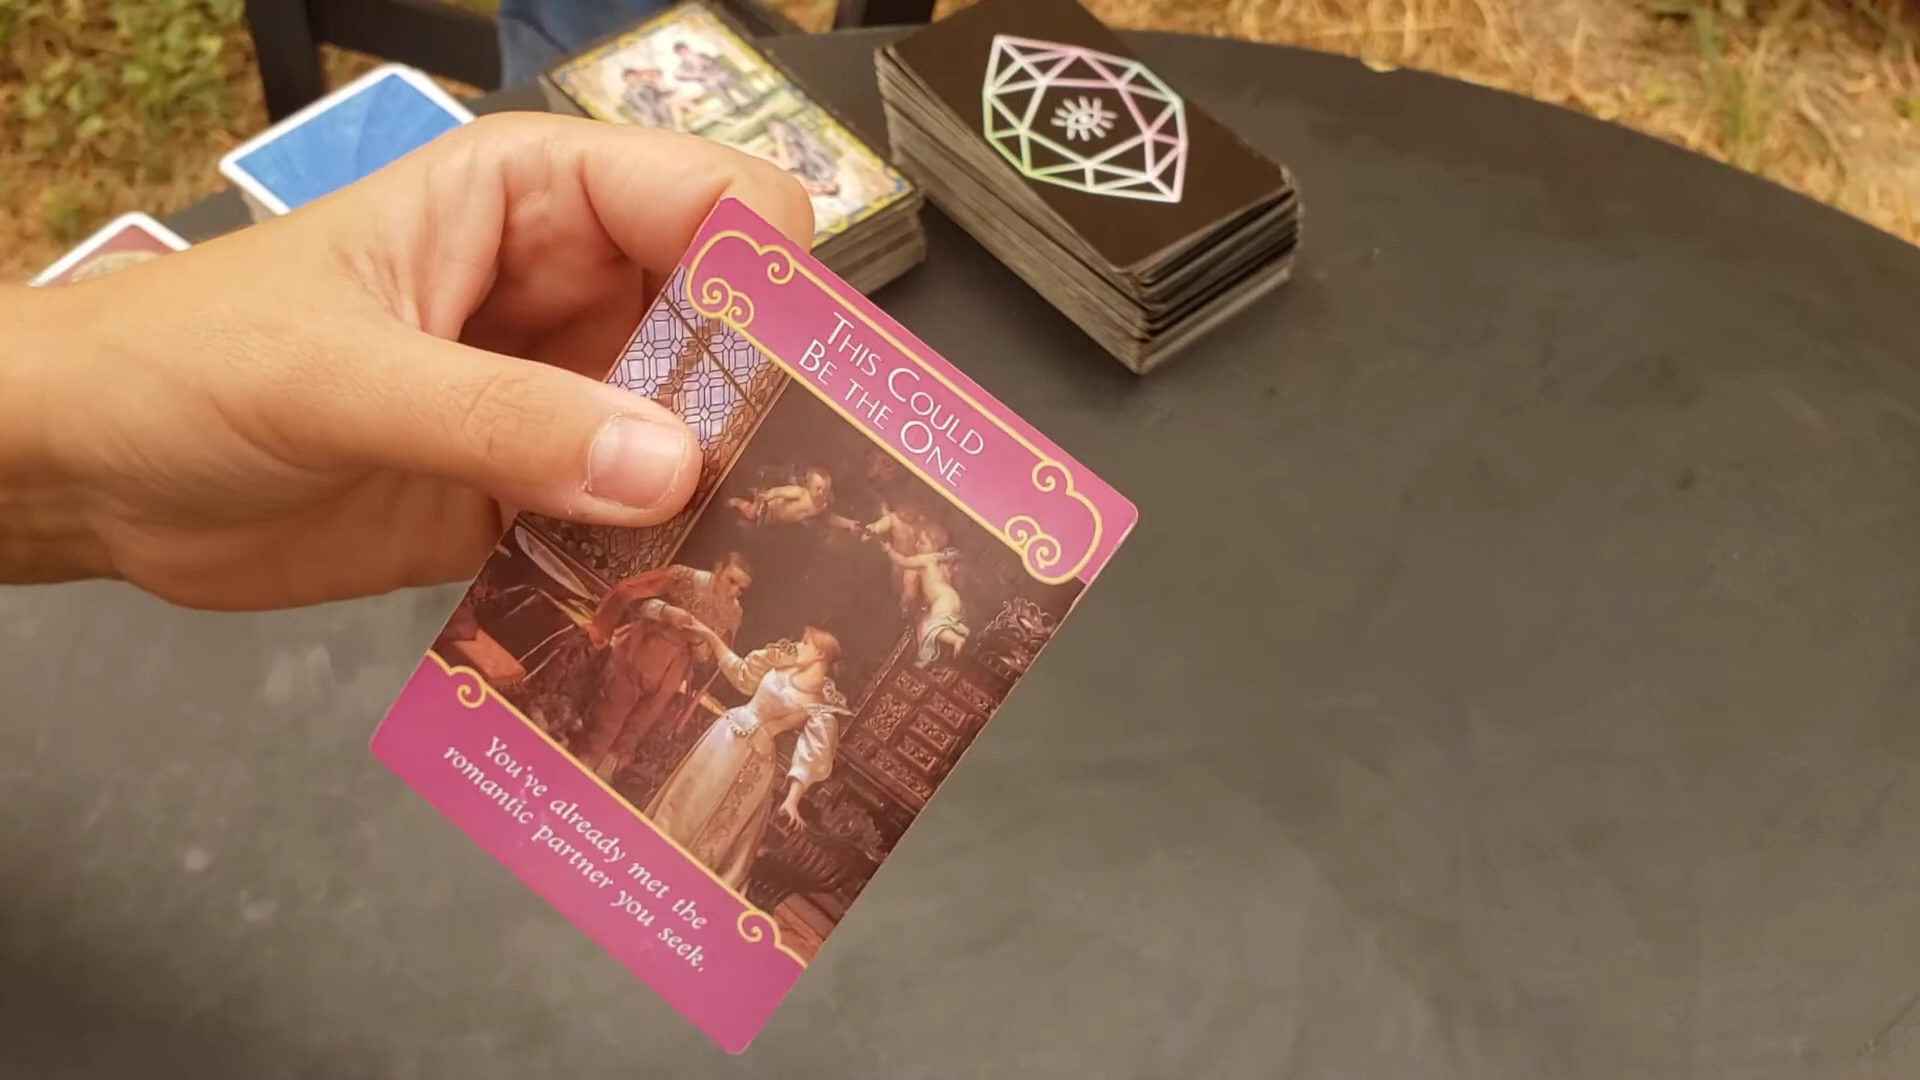 THIS COULD
BE THE ONE
You've already met the
romantic partner you seek.